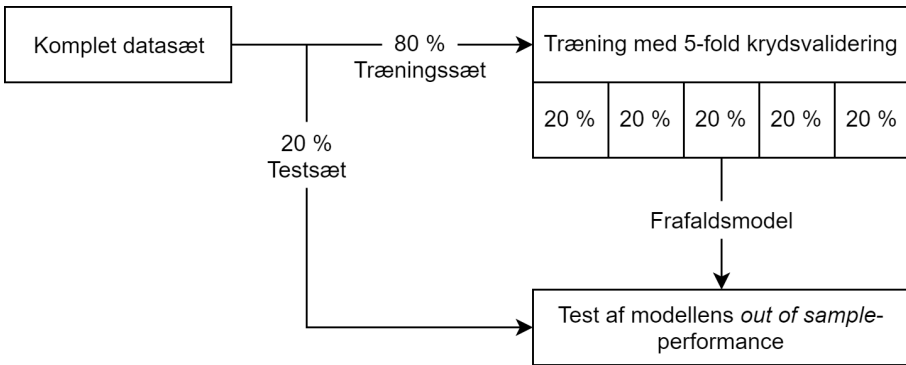 Komplet datasæt
80 %
Træningssæt
Træning med 5-fold krydsvalidering
20 % 20 % 20 % 20 % 20 %
20 %
Testsæt
Frafaldsmodel
Test af modellens out of sample-
performance